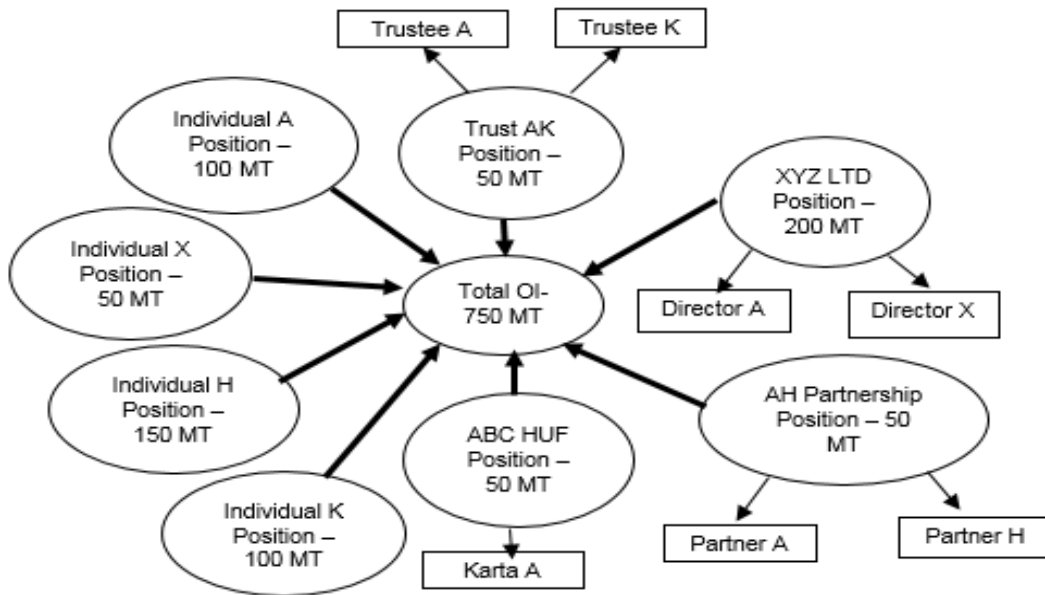 Trustee A
Trustee K
Individual A
Position –
100 MT
Trust AK
Position –
50 MT
XYZ LTD
Position –
200 MT
Individual X
Position –
50 MT
Total OI-
750 MT
Director A
Director X
Individual H
Position –
150 MT
ABC HUF
Position –
50 MT
AH Partnership
Position – 50
MT
Individual K
Position –
100 MT
Karta A
Partner A
Partner H